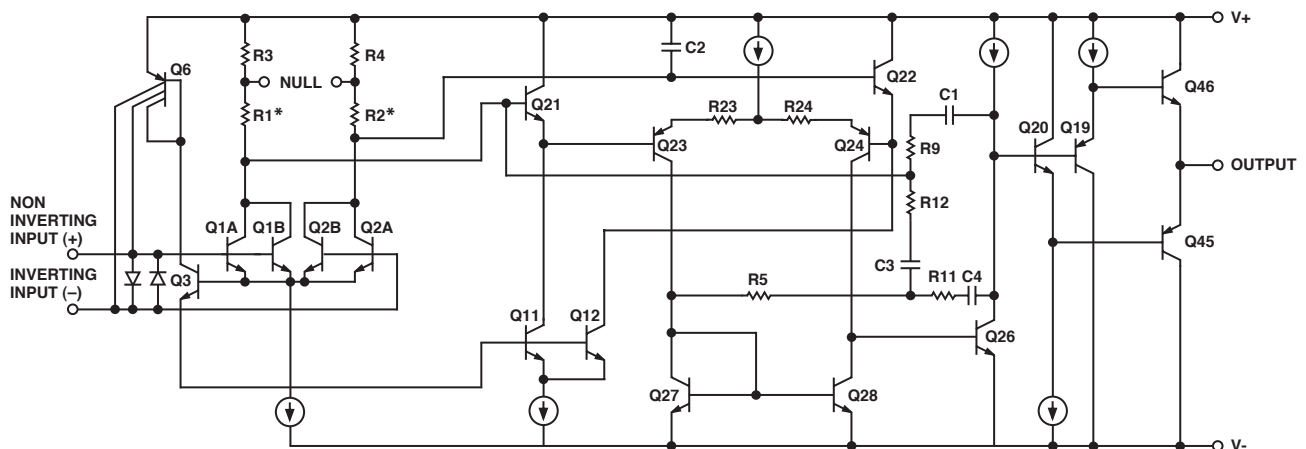 V+
R3
R4
C2
Q6
NULL
Q22
Q46
R1*
R2*
Q21
R23
R24
C1
Q20
Q19
Q23
Q24
R9
OUTPUT
R12
NON
INVERTING
INPUT (+)
Q1A
Q1B
Q2B
Q2A
Q45
INVERTING
INPUT (–)
Q3
C3
R5
R11
C4
Q11
Q12
Q26
Q27
Q28
V-